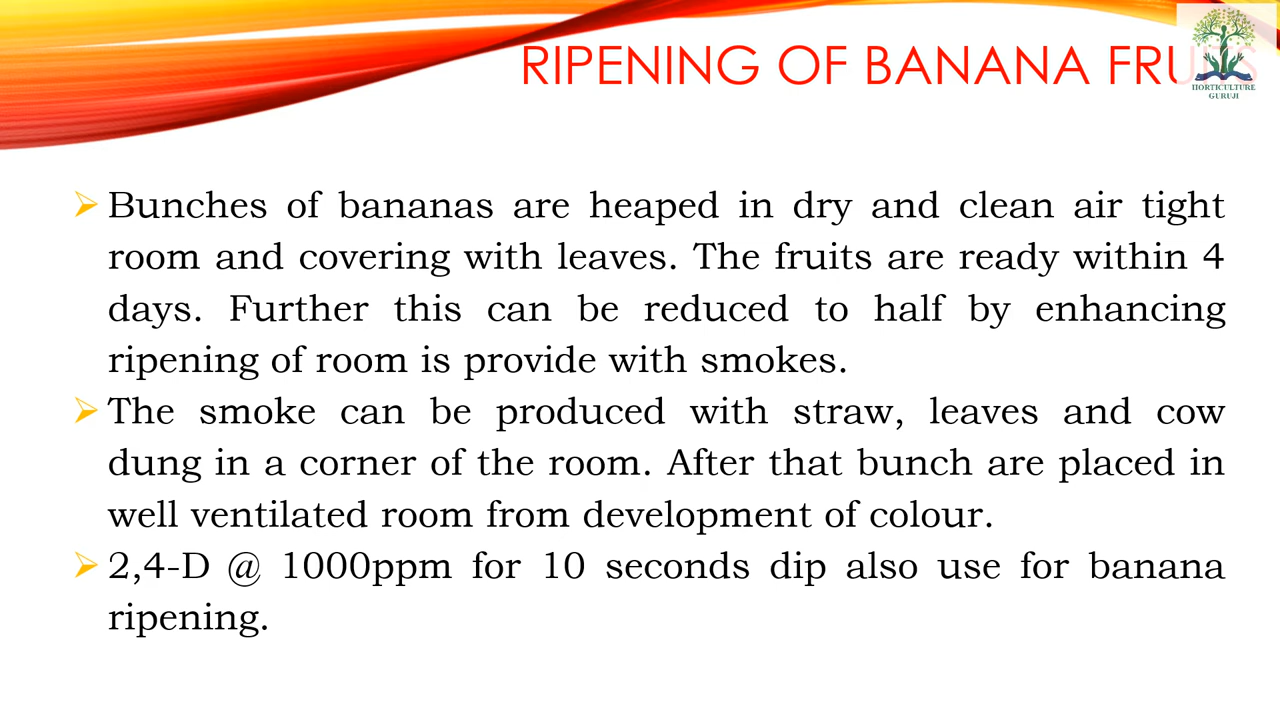 RIPENING OF BANANA FRUITS
HORTICULTURE
GURUJI
➢ Bunches of bananas are heaped in dry and clean air tight
room and covering with leaves. The fruits are ready within 4
days. Further this can be reduced to half by enhancing
ripening of room is provide with smokes.
➢ The smoke can be produced with straw, leaves and cow
dung in a corner of the room. After that bunch are placed in
well ventilated room from development of colour.
➢ 2,4-D @ 1000ppm for 10 seconds dip also use for banana
ripening.